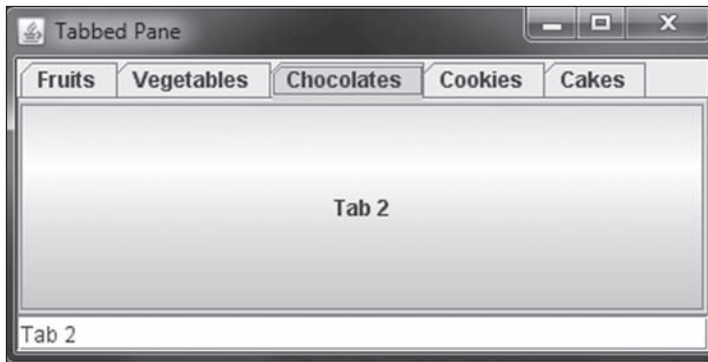 Tabbed Pane
Fruits Vegetables Chocolates Cookies Cakes
Tab 2
Tab 2